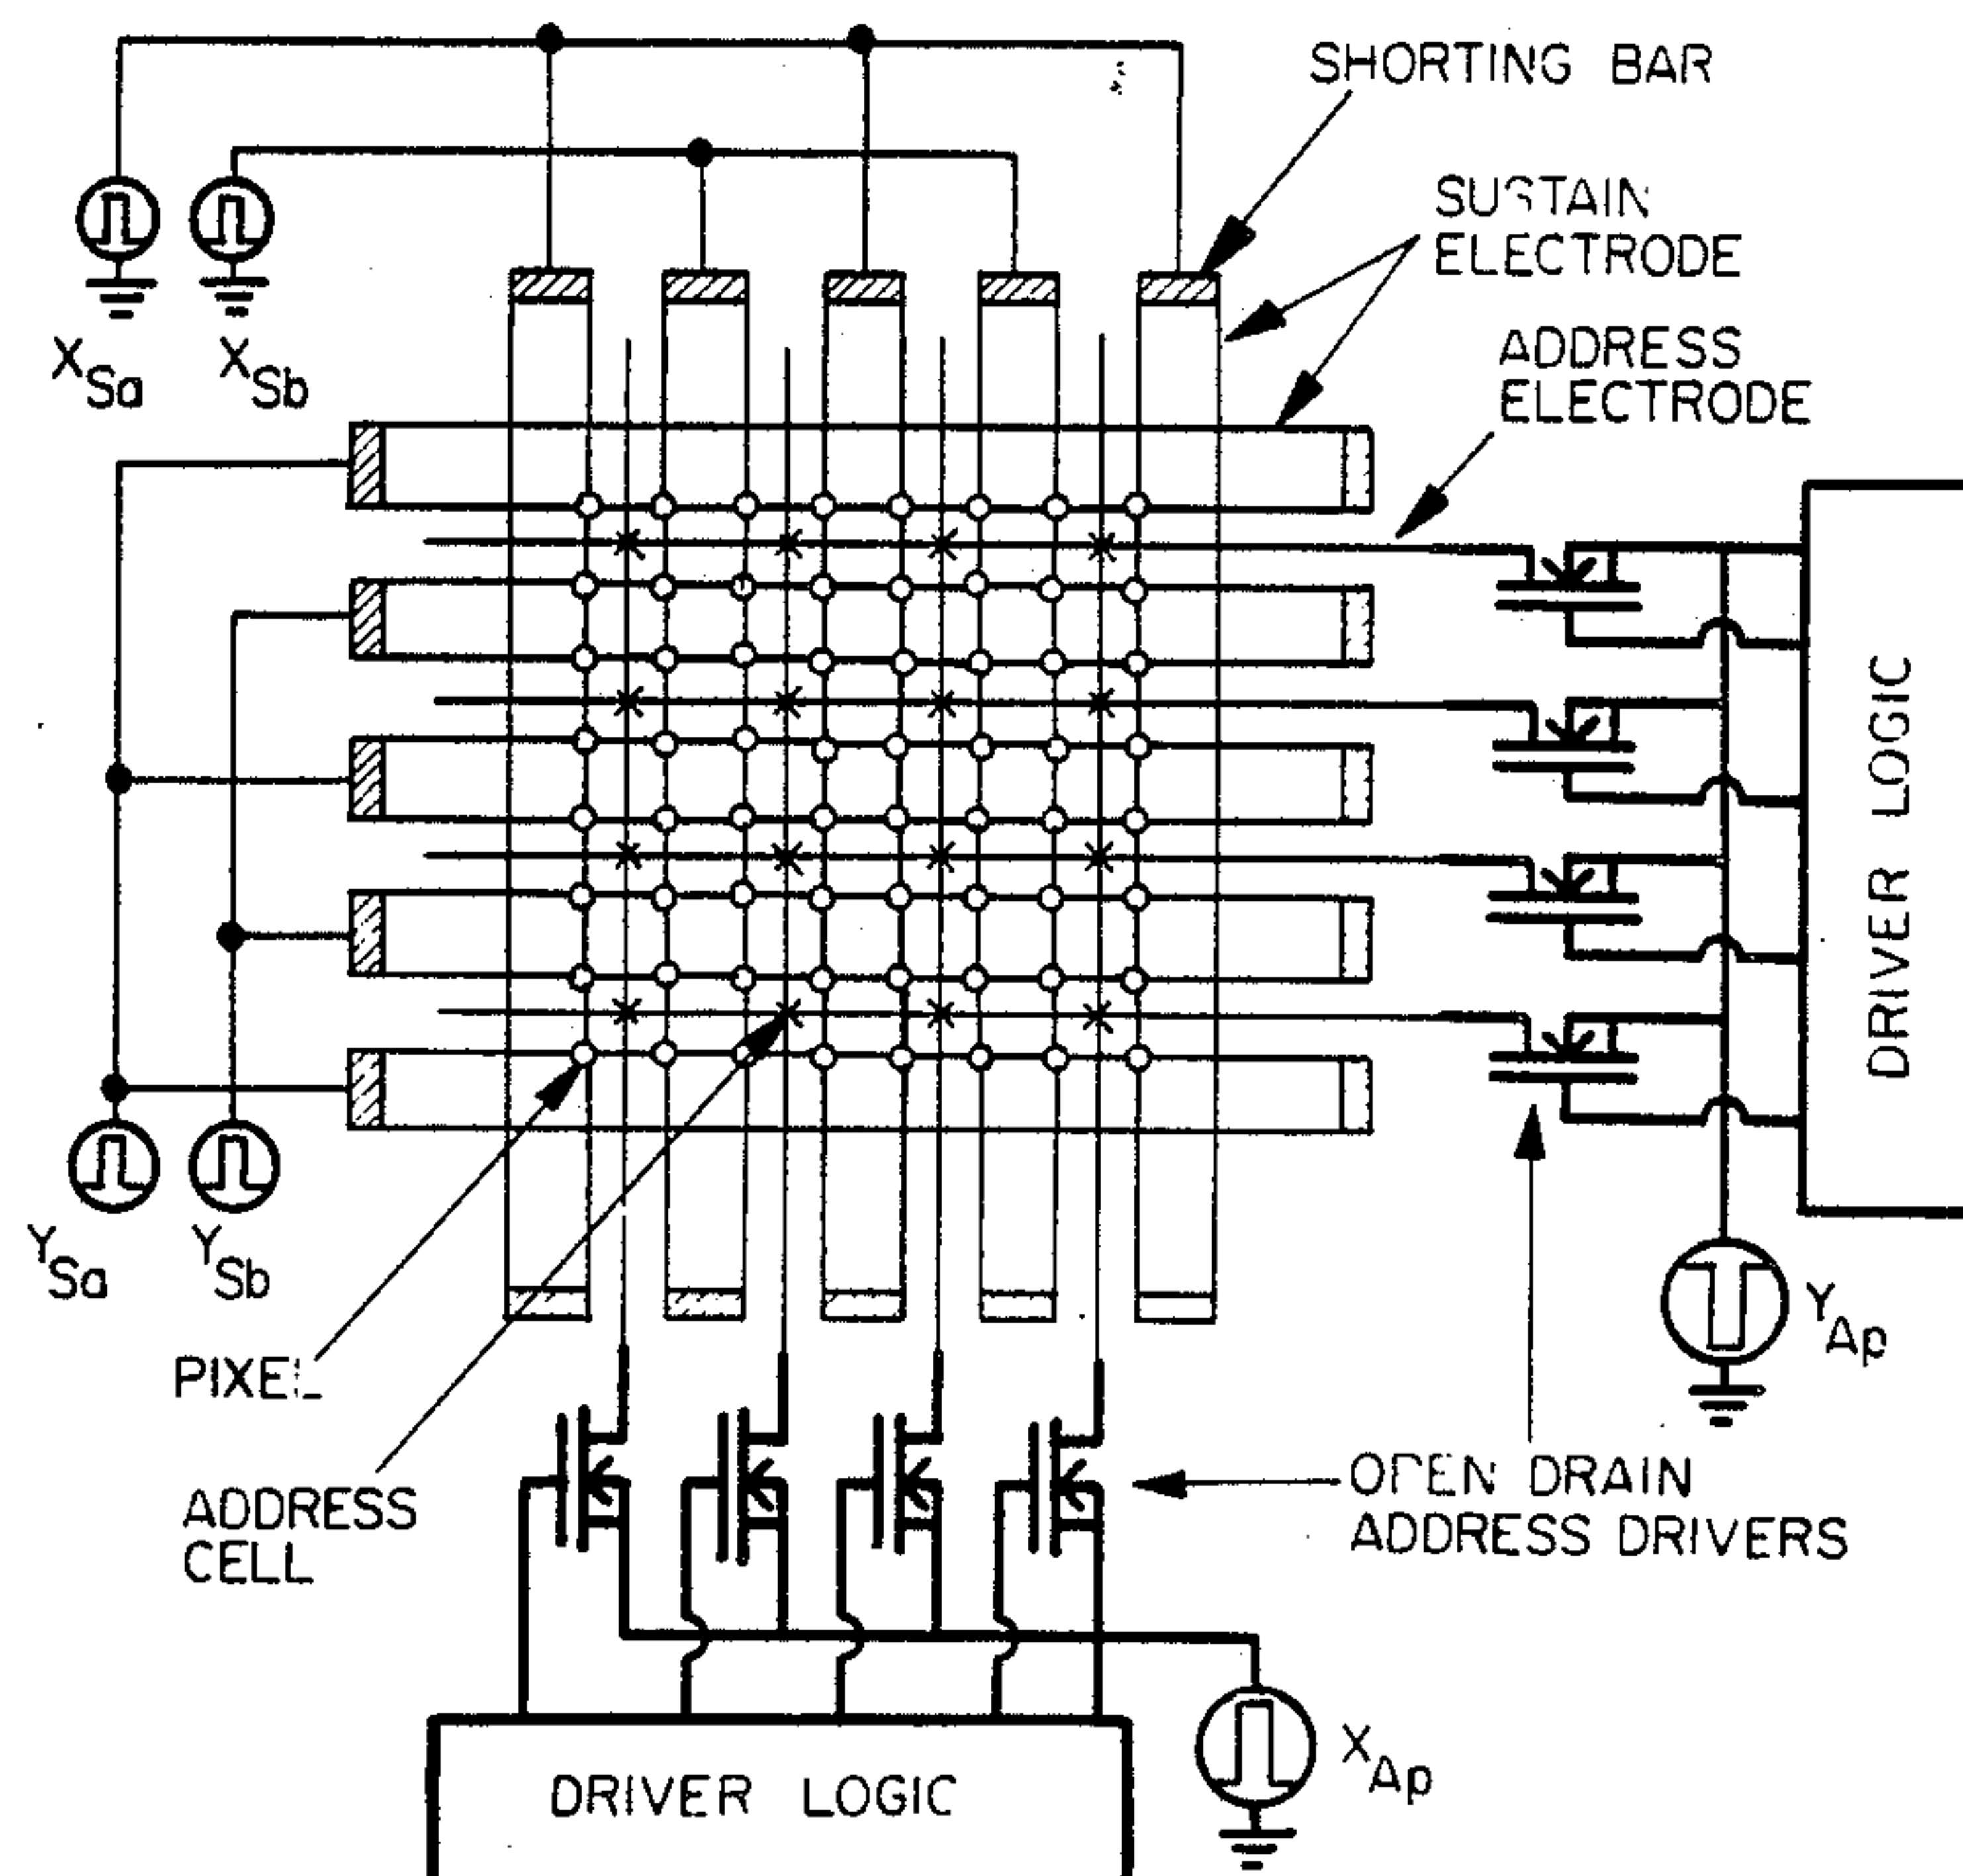 SHORTING BAR
SUSTAIN
ELECTRODE
ADDRESS
ELECTRODE
XSa
XSb
DRIVER LOGIC
YSa
YSb
YAp
PIXEL
ADDRESS
CELL
OPEN DRAIN
ADDRESS DRIVERS
XAp
DRIVER LOGIC